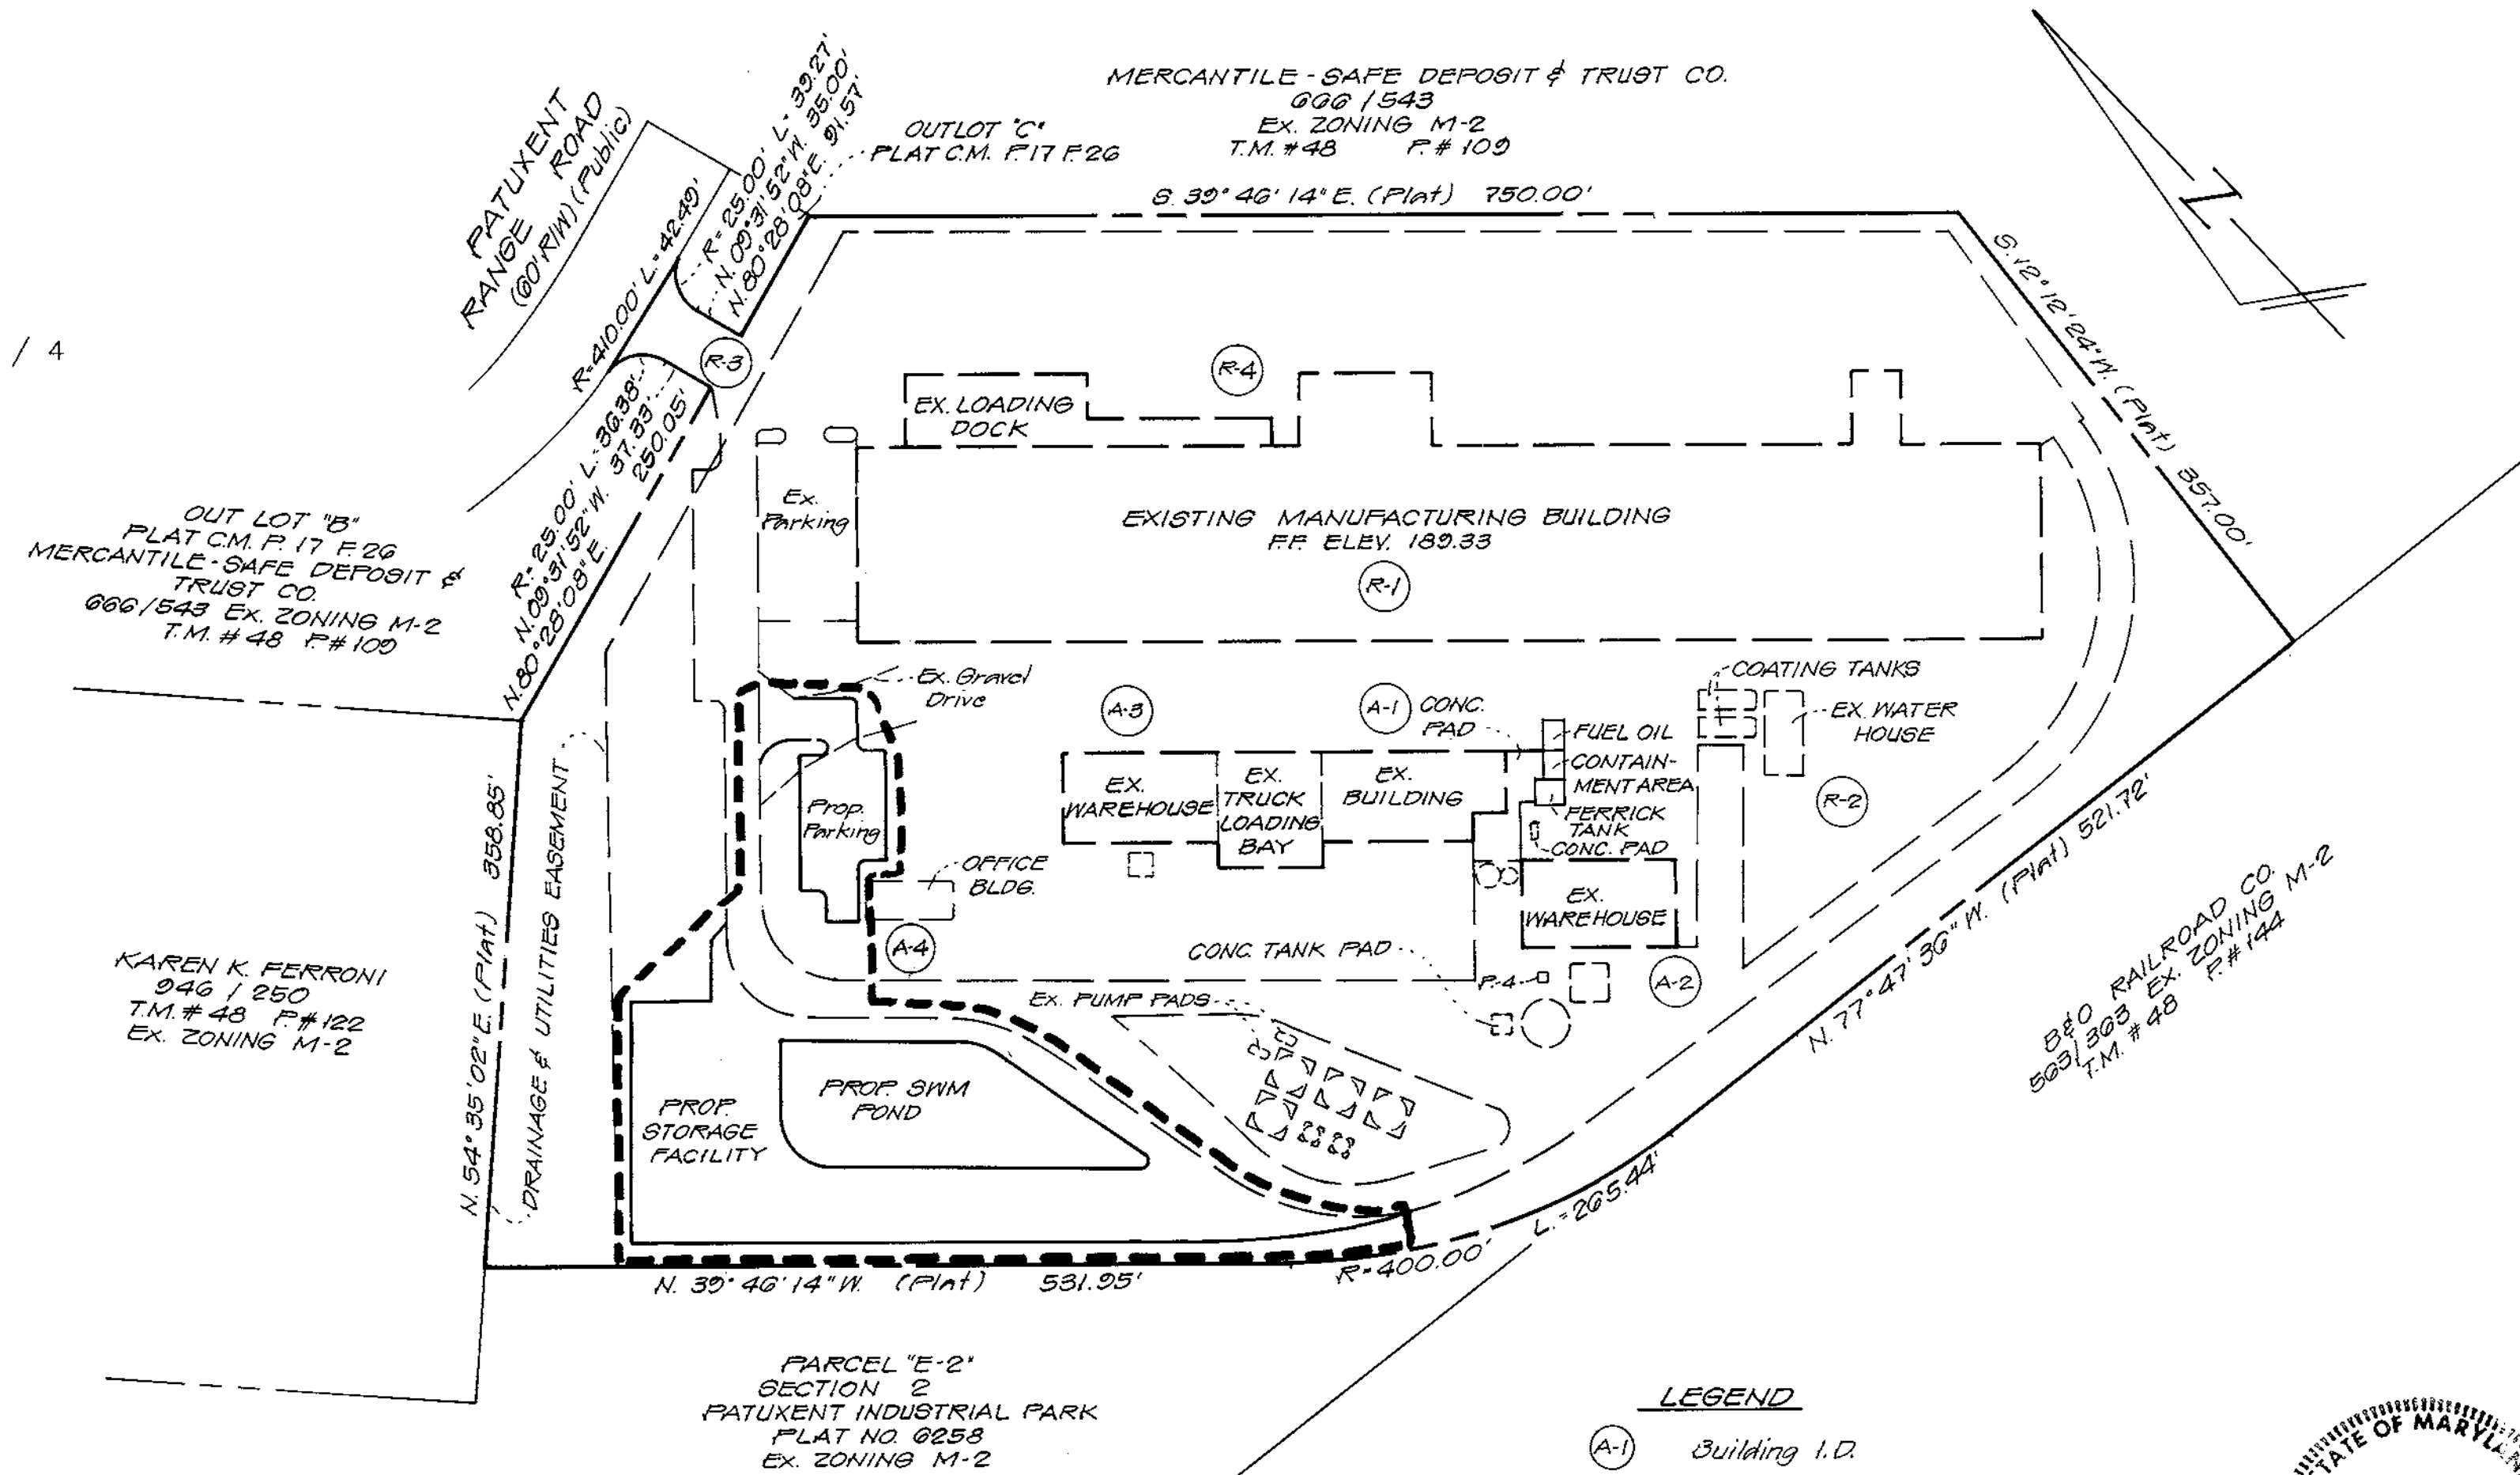 MERCANTILE-SAFE DEPOSIT & TRUST CO.
666/543
EX. ZONING M-2
T.M. #48 P.# 109
OUTLOT "C"
PLAT C.M.P. 17 F. 26
S. 39° 46' 14" E. (Plat) 750.00'
PATUXENT
RANGE ROAD
(60' R/W)(Public)
R=410.00' L.=42.49'
R=25.00' L=39.27'
N.09°31'52"W. 35.00'
N.80°28'08"E. 91.57'
/ 4
R-3
R-4
S.12°12'24"W. (Plat) 357.00'
EX. LOADING
DOCK
Ex.
Parking
EXISTING MANUFACTURING BUILDING
F.F. ELEV. 189.33
R-1
R=25.00' L=36.38'
N.09°31'52"W. 37.33'
N.80°28'08"E. 250.05'
OUT LOT "B"
PLAT C.M. P. 17 F. 26
MERCANTILE-SAFE DEPOSIT &
TRUST CO.
666/543 EX. ZONING M-2
T.M. #48 P.#109
Ex. Gravel
Drive
A-3
A-1
CONC.
PAD
FUEL OIL
CONTAIN-
MENT AREA
FERRICK
TANK
CONC. PAD
COATING TANKS
EX. WATER
HOUSE
R-2
EX.
WAREHOUSE
EX.
TRUCK
LOADING
BAY
EX.
BUILDING
Prop.
Parking
OFFICE
BLDG.
A-4
EX.
WAREHOUSE
CONC. TANK PAD
P-4
A-2
EX. PUMP PADS
N. 54° 35' 02" E. (Plat) 358.85'
DRAINAGE & UTILITIES EASEMENT
KAREN K. FERRONI
946 / 250
T.M. #48 P.#122
EX. ZONING M-2
PROP.
STORAGE
FACILITY
PROP. SWM
POND
N. 77° 47' 36" W. (Plat) 521.72'
B&O RAILROAD CO.
563/363 EX. ZONING M-2
T.M. #48 P.#144
L.=265.44'
R=400.00'
N. 39° 46' 14" W. (Plat) 531.95'
PARCEL "E-2"
SECTION 2
PATUXENT INDUSTRIAL PARK
PLAT NO. 6258
EX. ZONING M-2
LEGEND
A-1 Building I.D.
OF MARYLA